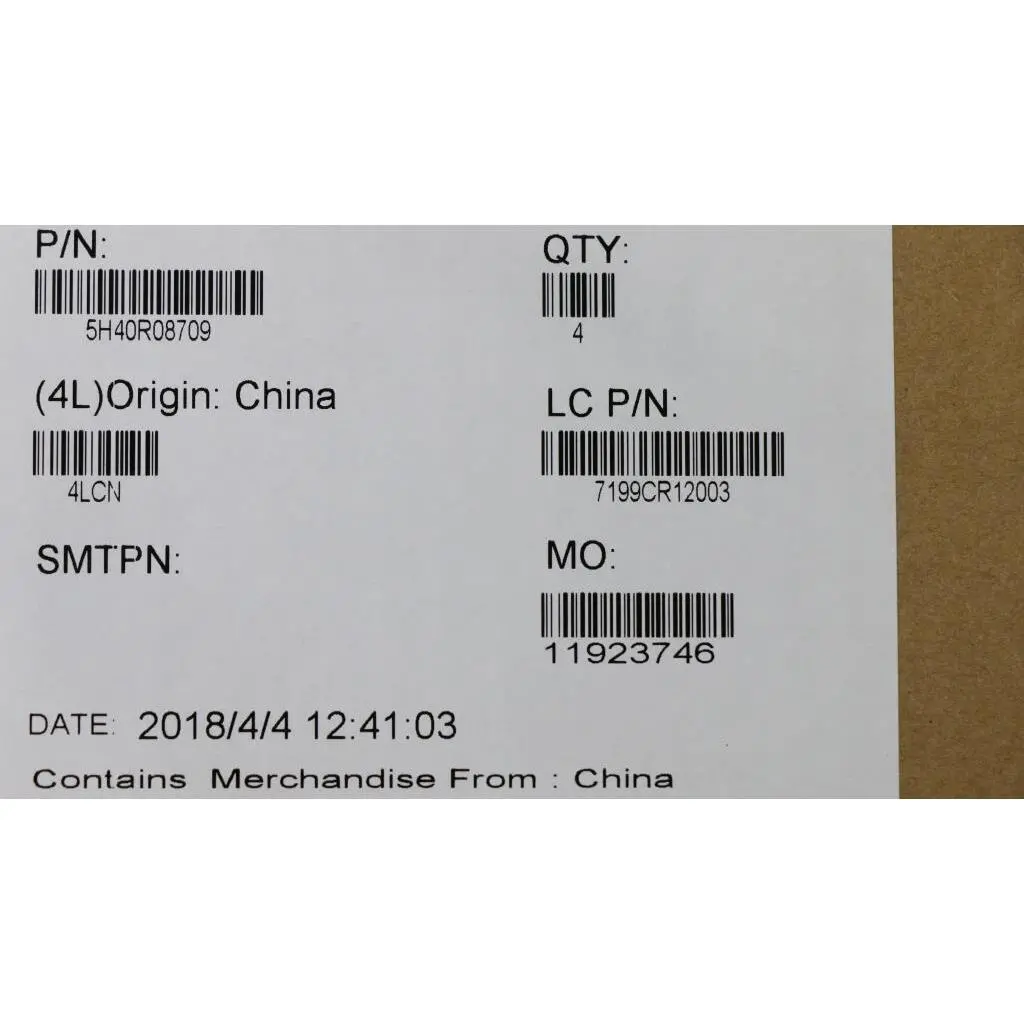 P/N:
5H40R08709
QTY:
4
(4L)Origin: China
4LCN
LC P/N:
7199CR12003
SMTPN:
MO:
11923746
DATE: 2018/4/4 12:41:03
Contains Merchandise From : China